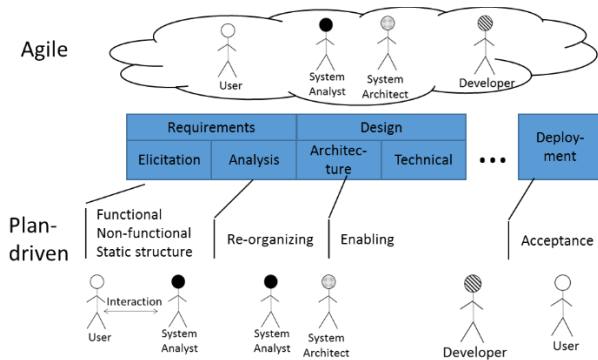 Agile
User
System
Analyst
System
Architect
Developer
Requirements
Design
Elicitation
Analysis
Architec-
ture
Technical
...
Deploy-
ment
Plan-
driven
Functional
Non-functional
Static structure
Re-organizing
Enabling
Acceptance
Interaction
User
System
Analyst
System
Analyst
System
Architect
Developer
User